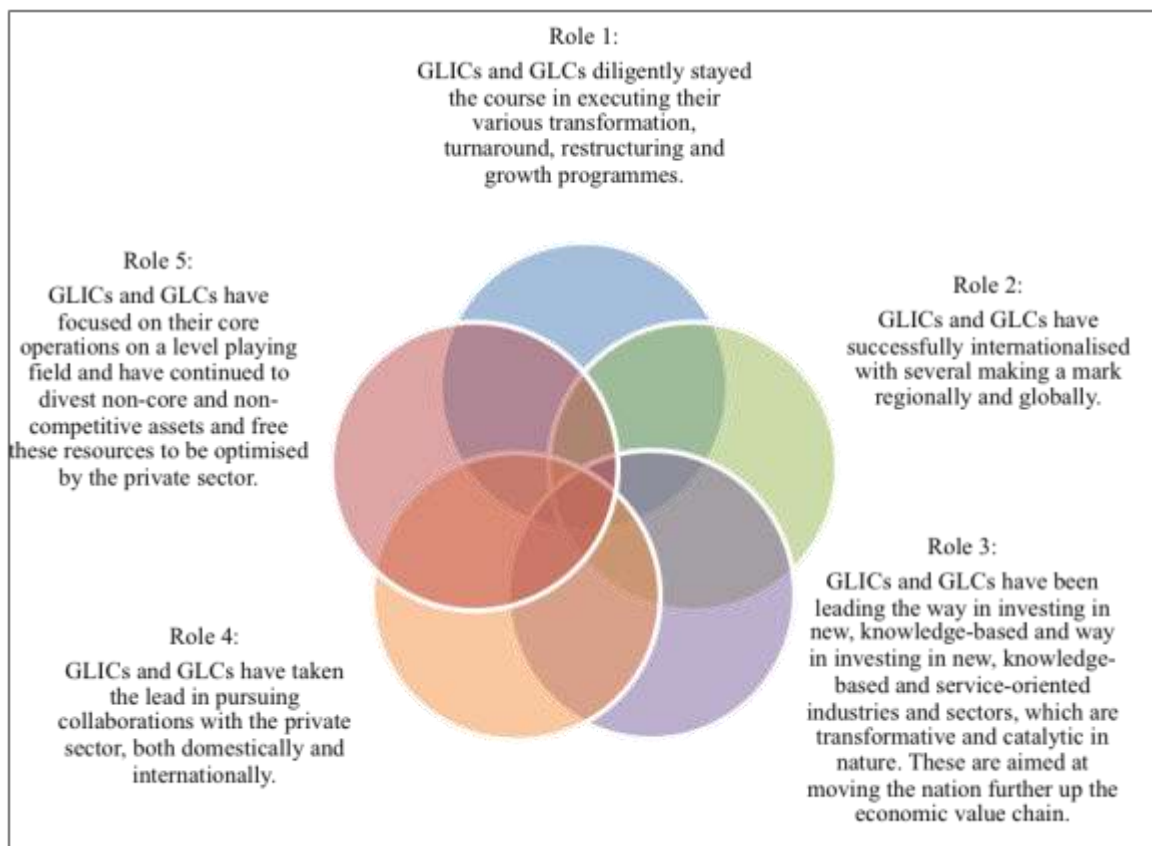 Role 1:
GLICs and GLCs diligently stayed
the course in executing their
various transformation,
turnaround, restructuring and
growth programmes.
Role 2:
GLICs and GLCs have
successfully internationalised
with several making a mark
regionally and globally.
Role 3:
GLICs and GLCs have been
leading the way in investing in
new, knowledge-based and way
in investing in new, knowledge-
based and service-oriented
industries and sectors, which are
transformative and catalytic in
nature. These are aimed at
moving the nation further up the
economic value chain.
Role 4:
GLICs and GLCs have taken
the lead in pursuing
collaborations with the private
sector, both domestically and
internationally.
Role 5:
GLICs and GLCs have
focused on their core
operations on a level playing
field and have continued to
divest non-core and non-
competitive assets and free
these resources to be optimised
by the private sector.